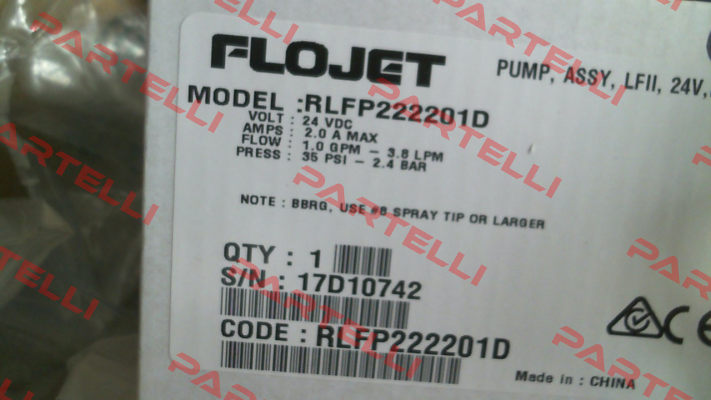 FLOJET
PUMP, ASSY, LFII, 24V,
MODEL :RLFP222201D
VOLT : 24 VDC
AMPS : 2.0 A MAX
FLOW : 1.0 GPM - 3.8 LPM
PRESS : 35 PSI - 2.4 BAR
NOTE : BBRG, USE #8 SPRAY TIP OR LARGER
QTY : 1
S/N : 17D10742
CODE : RLFP222201D
Made in : CHINA
PARTELLI
PARTELLI
PARTELLI
PARTELLI
PARTELLI
PARTELLI